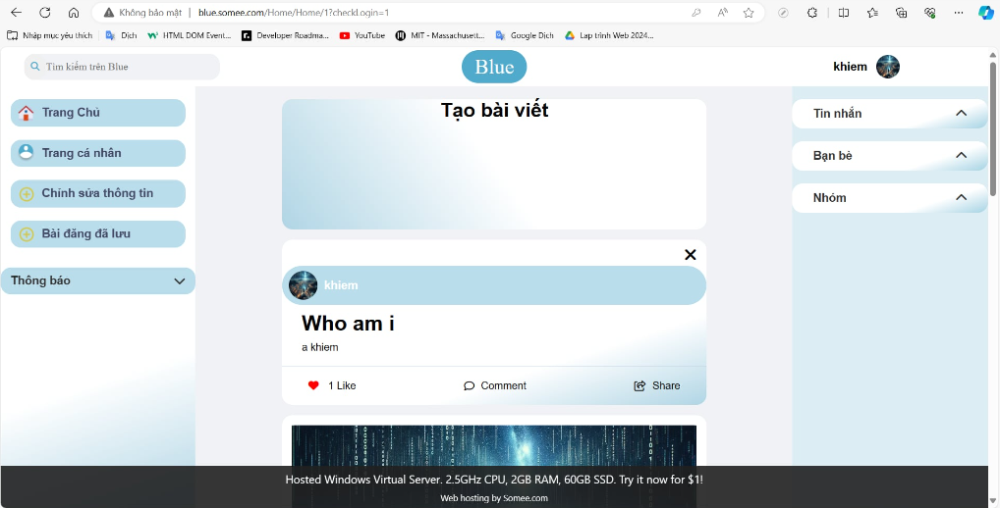 Không bảo mật | blue.somee.com/Home/Home/1?checkLogin=1
Nhập mục yêu thích
Dịch
HTML DOM Event...
Developer Roadma...
YouTube
MIT - Massachusett...
Google Dịch
Lap trinh Web 2024...
Tìm kiếm trên Blue
Blue
khiem
Trang Chủ
Trang cá nhân
Chỉnh sửa thông tin
Bài đăng đã lưu
Thông báo
Tạo bài viết
khiem
Who am i
a khiem
1 Like
Comment
Share
Tin nhắn
Bạn bè
Nhóm
Hosted Windows Virtual Server. 2.5GHz CPU, 2GB RAM, 60GB SSD. Try it now for $1!
Web hosting by Somee.com